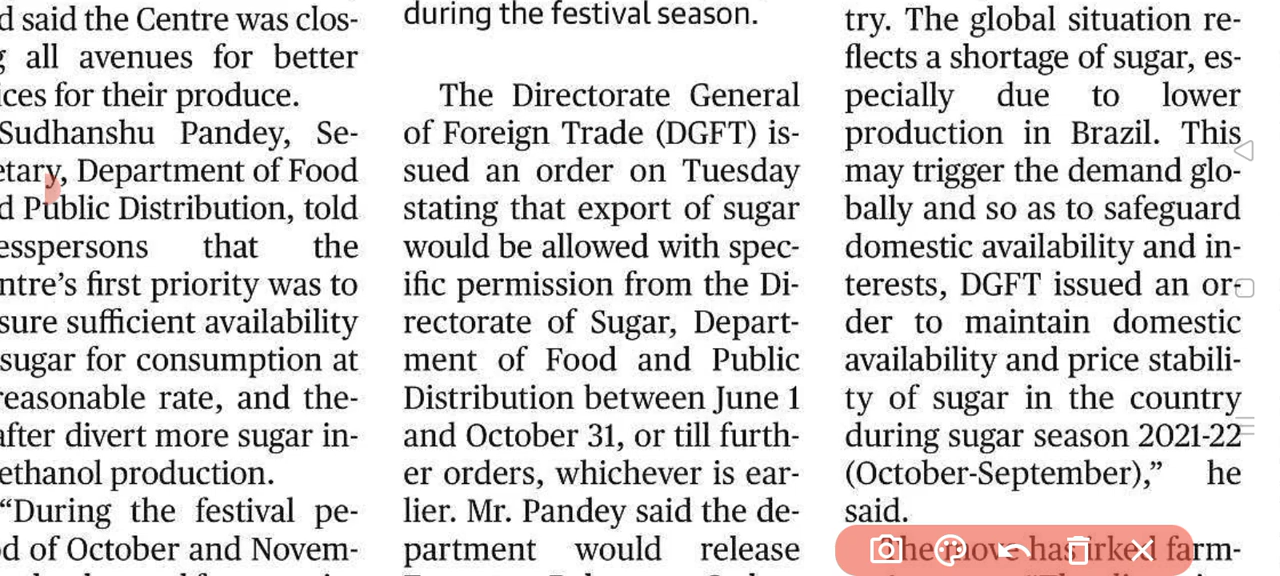 d said the Centre was clos-
g all avenues for better
ices for their produce.
Sudhanshu Pandey, Se-
etary, Department of Food
d Public Distribution, told
esspersons that the
ntre's first priority was to
sure sufficient availability
sugar for consumption at
reasonable rate, and the-
after divert more sugar in-
ethanol production.
"During the festival pe-
od of October and Novem-
during the festival season.
The Directorate General
of Foreign Trade (DGFT) is-
sued an order on Tuesday
stating that export of sugar
would be allowed with spec-
ific permission from the Di-
rectorate of Sugar, Depart-
ment of Food and Public
Distribution between June 1
and October 31, or till furth-
er orders, whichever is ear-
lier. Mr. Pandey said the de-
partment would release
try. The global situation re-
flects a shortage of sugar, es-
pecially due to lower
production in Brazil. This
may trigger the demand glo-
bally and so as to safeguard
domestic availability and in-
terests, DGFT issued an or-
der to maintain domestic
availability and price stabili-
ty of sugar in the country
during sugar season 2021-22
(October-September)," he
said.
The move has irked farm-